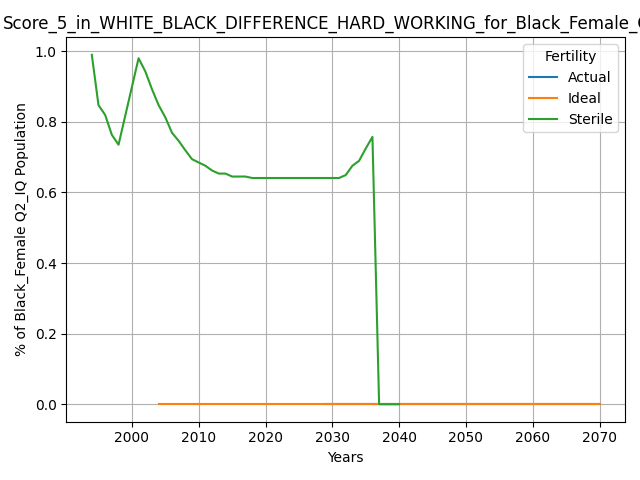 Score_5_in_WHITE_BLACK_DIFFERENCE_HARD_WORKING_for_Black_Female_
Fertility
Actual
Ideal
Sterile
% of Black_Female Q2_IQ Population
1.0
0.8
0.6
0.4
0.2
0.0
2000 2010 2020 2030 2040 2050 2060 2070
Years